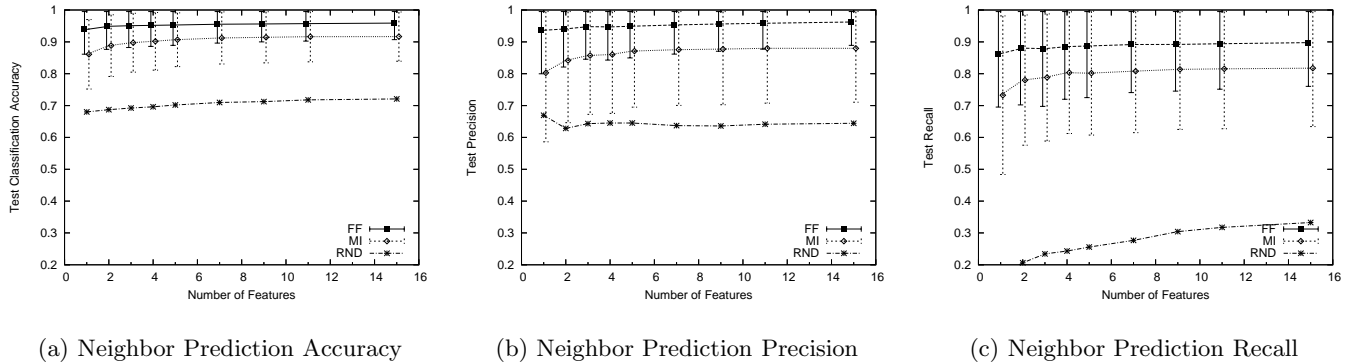 1
0.9
0.8
0.7
0.6
0.5
0.4
0.3
0.2
0 2 4 6 8 10 12 14 16
Test Classification Accuracy
Number of Features
FF
MI
RND
(a) Neighbor Prediction Accuracy
1
0.9
0.8
0.7
0.6
0.5
0.4
0.3
0.2
0 2 4 6 8 10 12 14 16
Test Precision
Number of Features
FF
MI
RND
(b) Neighbor Prediction Precision
1
0.9
0.8
0.7
0.6
0.5
0.4
0.3
0.2
0 2 4 6 8 10 12 14 16
Test Recall
Number of Features
FF
MI
RND
(c) Neighbor Prediction Recall